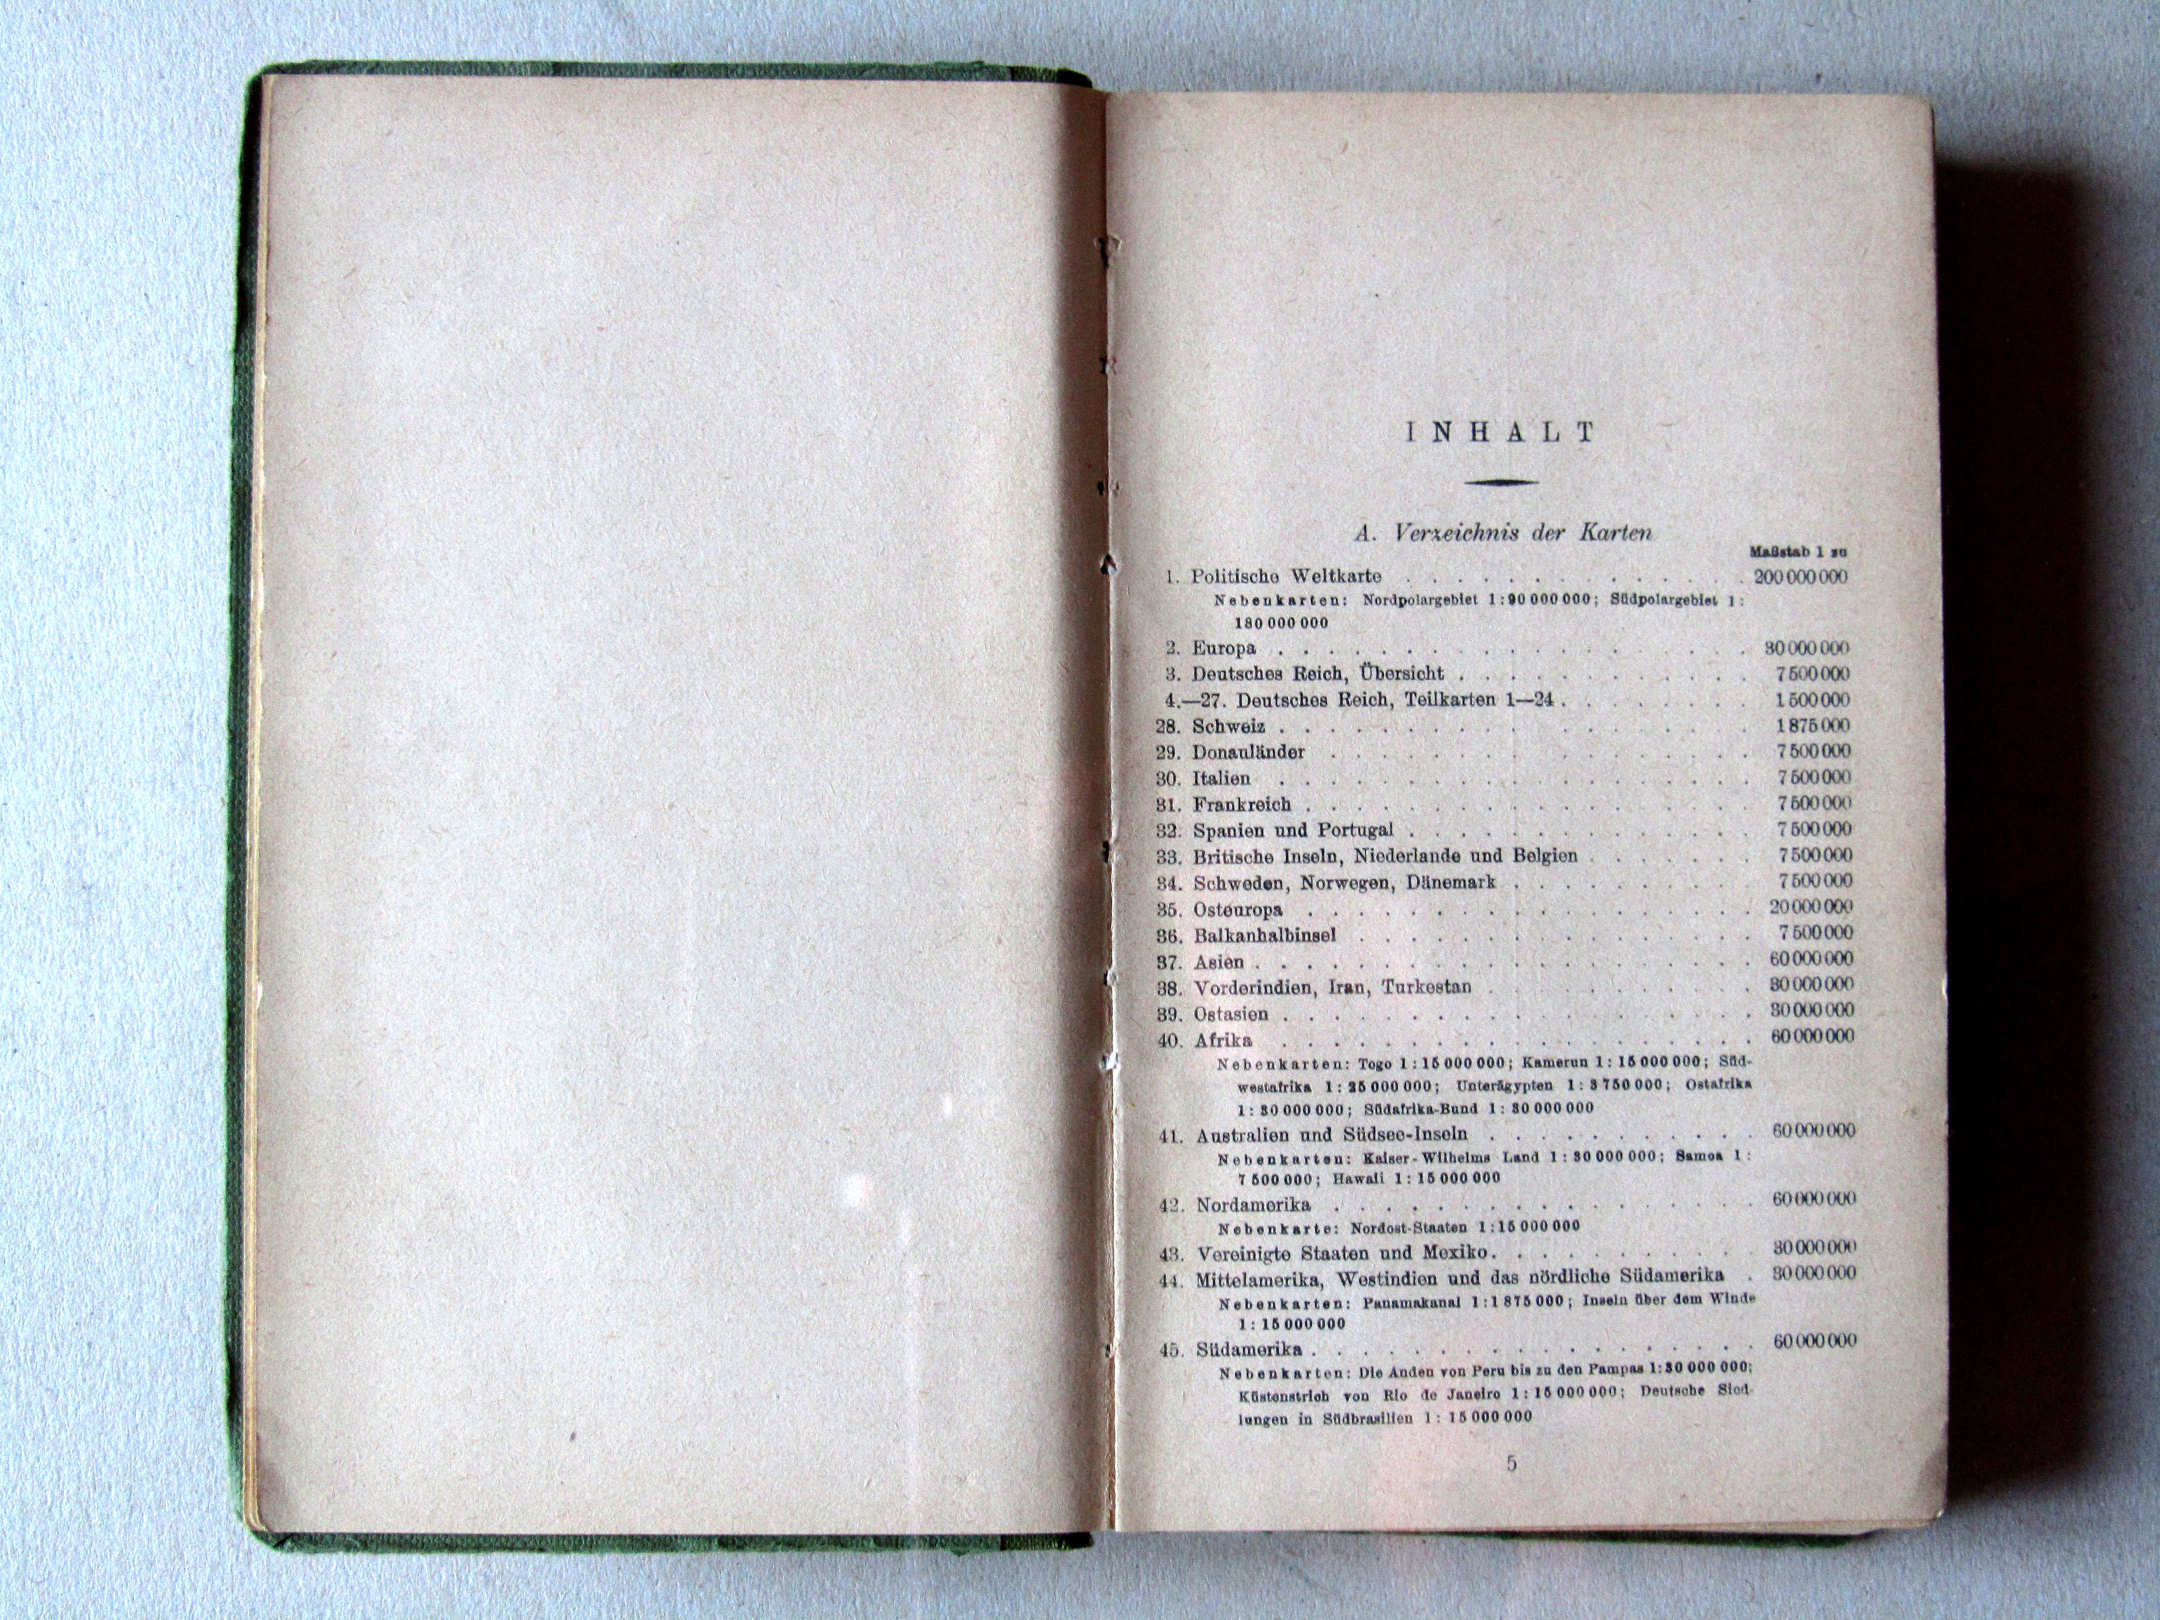 INHALT
A. Verzeichnis der Karten
Maßstab 1 zu
1. Politische Weltkarte . . . . . . . . . . . . . . 200 000 000
Nebenkarten: Nordpolargebiet 1 : 90 000 000; Südpolargebiet 1 :
180 000 000
2. Europa . . . . . . . . . . . . . . . . . . . 30 000 000
3. Deutsches Reich, Übersicht . . . . . . . . . . . . 7 500 000
4.—27. Deutsches Reich, Teilkarten 1—24 . . . . . . . . 1 500 000
28. Schweiz . . . . . . . . . . . . . . . . . . . 1 875 000
29. Donauländer . . . . . . . . . . . . . . . . . 7 500 000
30. Italien . . . . . . . . . . . . . . . . . . . 7 500 000
31. Frankreich . . . . . . . . . . . . . . . . . . 7 500 000
32. Spanien und Portugal . . . . . . . . . . . . . . 7 500 000
33. Britische Inseln, Niederlande und Belgien . . . . . . . 7 500 000
34. Schweden, Norwegen, Dänemark . . . . . . . . . . 7 500 000
35. Osteuropa . . . . . . . . . . . . . . . . . . 20 000 000
36. Balkanhalbinsel . . . . . . . . . . . . . . . . 7 500 000
37. Asien . . . . . . . . . . . . . . . . . . . . 60 000 000
38. Vorderindien, Iran, Turkestan . . . . . . . . . . . 30 000 000
39. Ostasien . . . . . . . . . . . . . . . . . . . 30 000 000
40. Afrika . . . . . . . . . . . . . . . . . . . 60 000 000
Nebenkarten: Togo 1 : 15 000 000; Kamerun 1 : 15 000 000; Süd-
westafrika 1 : 25 000 000; Unterägypten 1 : 3 750 000; Ostafrika
1 : 30 000 000; Südafrika-Bund 1 : 30 000 000
41. Australien und Südsee-Inseln . . . . . . . . . . . 60 000 000
Nebenkarten: Kaiser-Wilhelms Land 1 : 30 000 000; Samoa 1 :
7 500 000; Hawaii 1 : 15 000 000
42. Nordamerika . . . . . . . . . . . . . . . . . 60 000 000
Nebenkarte: Nordost-Staaten 1 : 15 000 000
43. Vereinigte Staaten und Mexiko . . . . . . . . . . . 30 000 000
44. Mittelamerika, Westindien und das nördliche Südamerika . 30 000 000
Nebenkarten: Panamakanal 1 : 1 875 000; Inseln über dem Winde
1 : 15 000 000
45. Südamerika . . . . . . . . . . . . . . . . . . 60 000 000
Nebenkarten: Die Anden von Peru bis zu den Pampas 1 : 30 000 000;
Küstenstrich von Rio de Janeiro 1 : 15 000 000; Deutsche Sied-
lungen in Südbrasilien 1 : 15 000 000
5